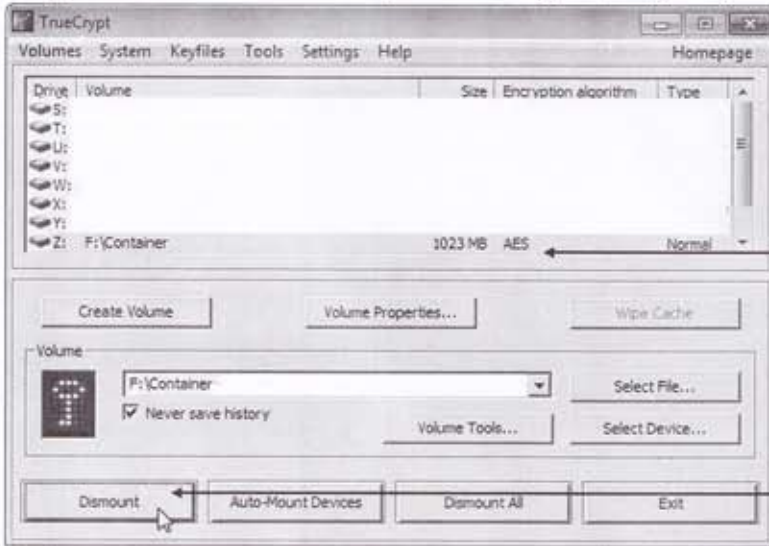 TrueCrypt
Volumes System Keyfiles Tools Settings Help Homepage
Drive Volume Size Encryption algorithm Type
S:
T:
U:
V:
W:
X:
Y:
Z: F:\Container 1023 MB AES Normal
Create Volume Volume Properties... Wipe Cache
Volume
F:\Container Select File...
Never save history
Volume Tools... Select Device...
Dismount Auto-Mount Devices Dismount All Exit